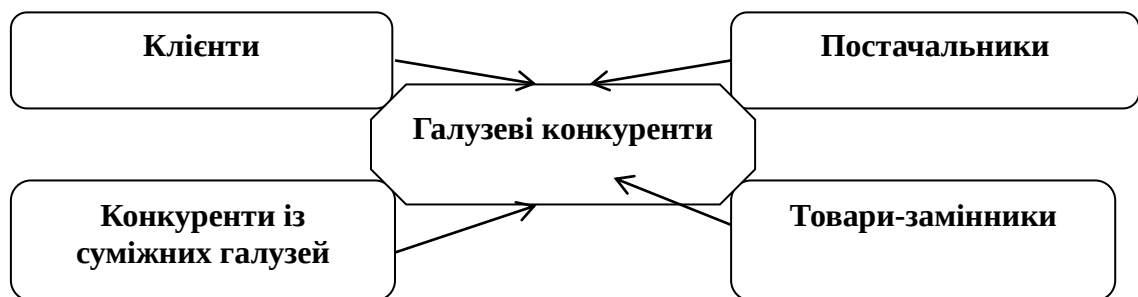 Клієнти
Постачальники
Галузеві конкуренти
Конкуренти із
суміжних галузей
Товари-замінники